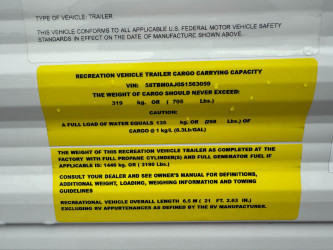 TYPE OF VEHICLE: TRAILER
THIS VEHICLE CONFORMS TO ALL APPLICABLE U.S. FEDERAL MOTOR VEHICLE SAFETY
STANDARDS IN EFFECT ON THE DATE OF MANUFACTURE SHOWN ABOVE.
RECREATION VEHICLE TRAILER CARGO CARRYING CAPACITY
VIN: 58TBH0AJ0S1S63059
THE WEIGHT OF CARGO SHOULD NEVER EXCEED:
319 kg. OR ( 705 Lbs.)
CAUTION:
A FULL LOAD OF WATER EQUALS 135 kg. OR (298 Lbs.) OF
CARGO @ 1 kg/L (8.3Lb/GAL)
THE WEIGHT OF THIS RECREATION VEHICLE TRAILER AS COMPLETED AT THE
FACTORY WITH FULL PROPANE CYLINDER(S) AND FULL GENERATOR FUEL IF
APPLICABLE IS: 1446 kg. OR ( 3190 Lbs.)
CONSULT YOUR DEALER AND SEE OWNER'S MANUAL FOR DEFINITIONS,
ADDITIONAL WEIGHT, LOADING, WEIGHING INFORMATION AND TOWING
GUIDELINES
RECREATIONAL VEHICLE OVERALL LENGTH 6.5 M ( 21 FT. 2.63 IN.)
EXCLUDING RV APPURTENANCES AS DEFINED BY THE RV MANUFACTURER.